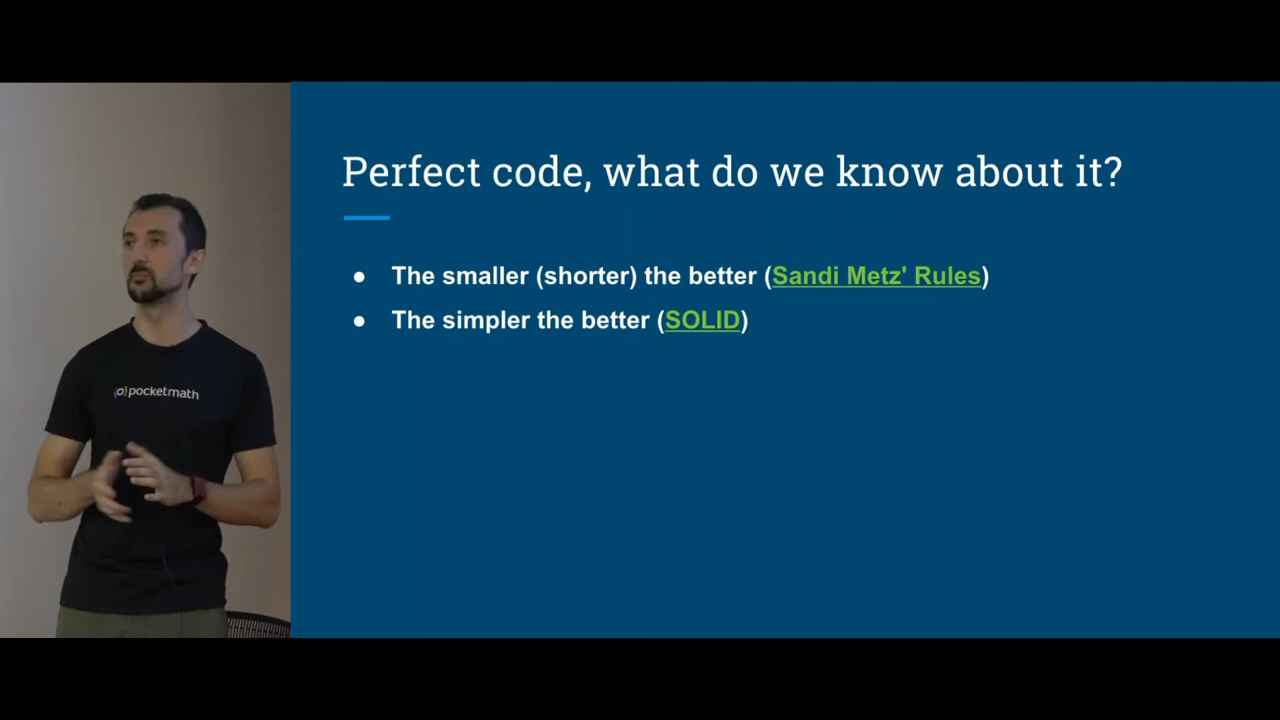 Perfect code, what do we know about it?
● The smaller (shorter) the better (Sandi Metz' Rules)
● The simpler the better (SOLID)
{o}pocketmath